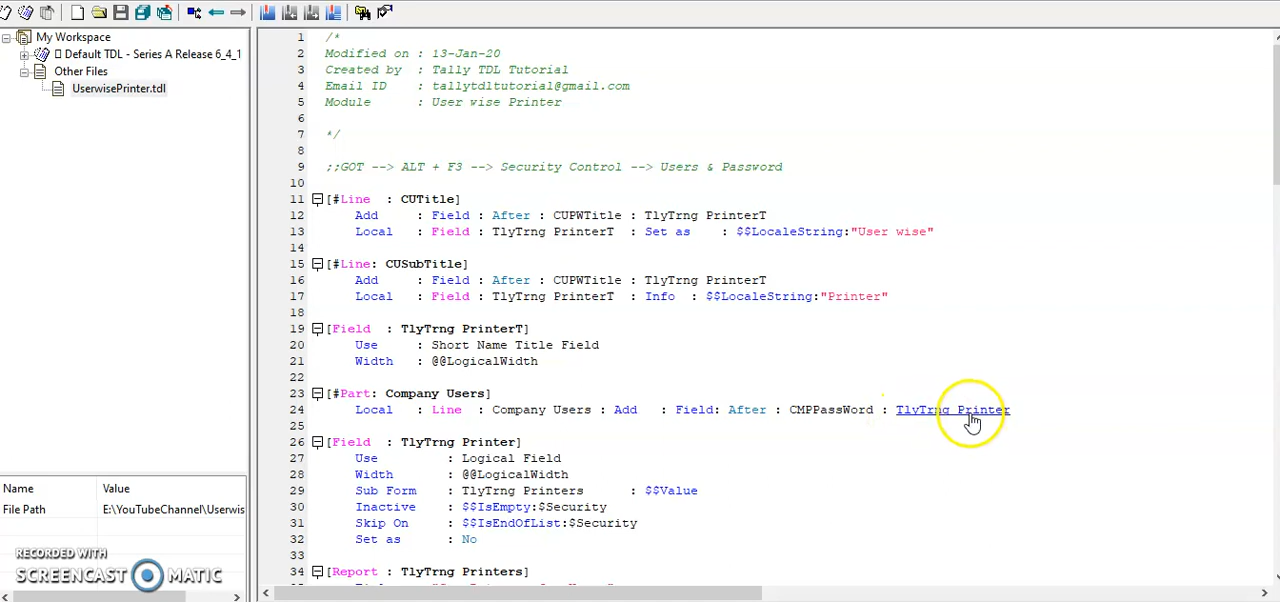 My Workspace
Default TDL - Series A Release 6_4_1
Other Files
UserwisePrinter.tdl
Name Value
File Path E:\YouTubeChannel\Userwis
RECORDED WITH
SCREENCAST MATIC
1 /*
2 Modified on : 13-Jan-20
3 Created by : Tally TDL Tutorial
4 Email ID : tallytdltutorial@gmail.com
5 Module : User wise Printer
6
7 */
8
9 ;;GOT --> ALT + F3 --> Security Control --> Users & Password
10
11 [#Line : CUTitle]
12 Add : Field : After : CUPWTitle : TlyTrng PrinterT
13 Local : Field : TlyTrng PrinterT : Set as : $$LocaleString:"User wise"
14
15 [#Line: CUSubTitle]
16 Add : Field : After : CUPWTitle : TlyTrng PrinterT
17 Local : Field : TlyTrng PrinterT : Info : $$LocaleString:"Printer"
18
19 [Field : TlyTrng PrinterT]
20 Use : Short Name Title Field
21 Width : @@LogicalWidth
22
23 [#Part: Company Users]
24 Local : Line : Company Users : Add : Field: After : CMPPassWord : TlyTrng Printer
25
26 [Field : TlyTrng Printer]
27 Use : Logical Field
28 Width : @@LogicalWidth
29 Sub Form : TlyTrng Printers : $$Value
30 Inactive : $$IsEmpty:$Security
31 Skip On : $$IsEndOfList:$Security
32 Set as : No
33
34 [Report : TlyTrng Printers]